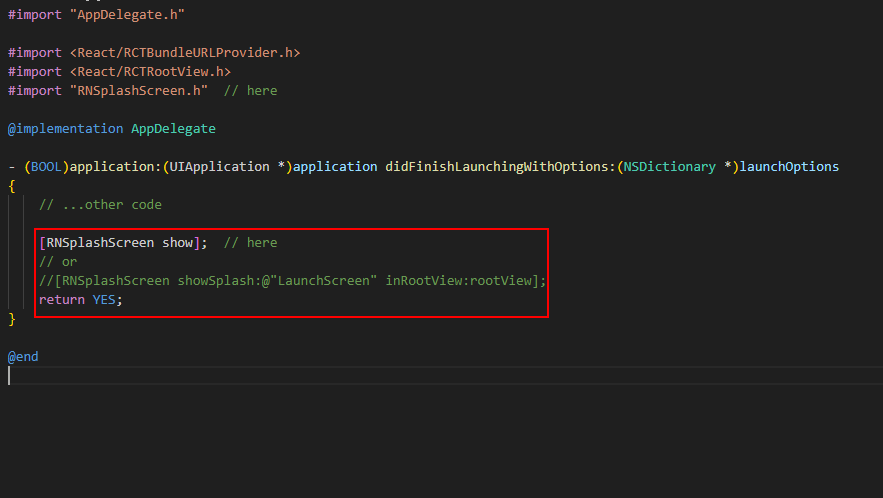 #import "AppDelegate.h"
#import <React/RCTBundleURLProvider.h>
#import <React/RCTRootView.h>
#import "RNSplashScreen.h"  // here
@implementation AppDelegate
- (BOOL)application:(UIApplication *)application didFinishLaunchingWithOptions:(NSDictionary *)launchOptions
{
    // ...other code
    [RNSplashScreen show];  // here
    // or
    //[RNSplashScreen showSplash:@"LaunchScreen" inRootView:rootView];
    return YES;
}
@end